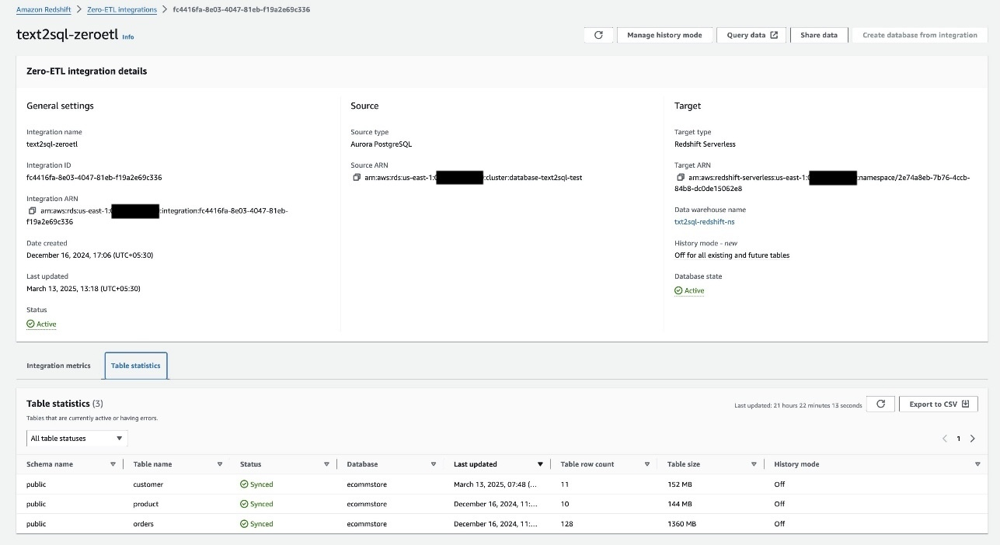 Amazon Redshift > Zero-ETL integrations > fc4416fa-8e03-4047-81eb-f19a2e69c336
text2sql-zeroetl Info
Manage history mode
Query data
Share data
Create database from integration
Zero-ETL integration details
General settings
Integration name
text2sql-zeroetl
Integration ID
fc4416fa-8e03-4047-81eb-f19a2e69c336
Integration ARN
arn:aws:rds:us-east-1: :integration:fc4416fa-8e03-4047-81eb-
f19a2e69c336
Date created
December 16, 2024, 17:06 (UTC+05:30)
Last updated
March 13, 2025, 13:18 (UTC+05:30)
Status
Active
Source
Source type
Aurora PostgreSQL
Source ARN
arn:aws:rds:us-east-1: :cluster:database-text2sql-test
Target
Target type
Redshift Serverless
Target ARN
arn:aws:redshift-serverless:us-east-1: :namespace/2e74a8eb-7b76-4ccb-
84b8-dc0de15062e8
Data warehouse name
txt2sql-redshift-ns
History mode - new
Off for all existing and future tables
Database state
Active
Integration metrics
Table statistics
Table statistics (3)
Tables that are currently active or having errors.
Last updated: 21 hours 22 minutes 13 seconds
Export to CSV
All table statuses
1
Schema name Table name Status Database Last updated Table row count Table size History mode
public customer Synced ecommstore March 13, 2025, 07:48 (... 11 152 MB Off
public product Synced ecommstore December 16, 2024, 11:... 10 144 MB Off
public orders Synced ecommstore December 16, 2024, 11:... 128 1360 MB Off